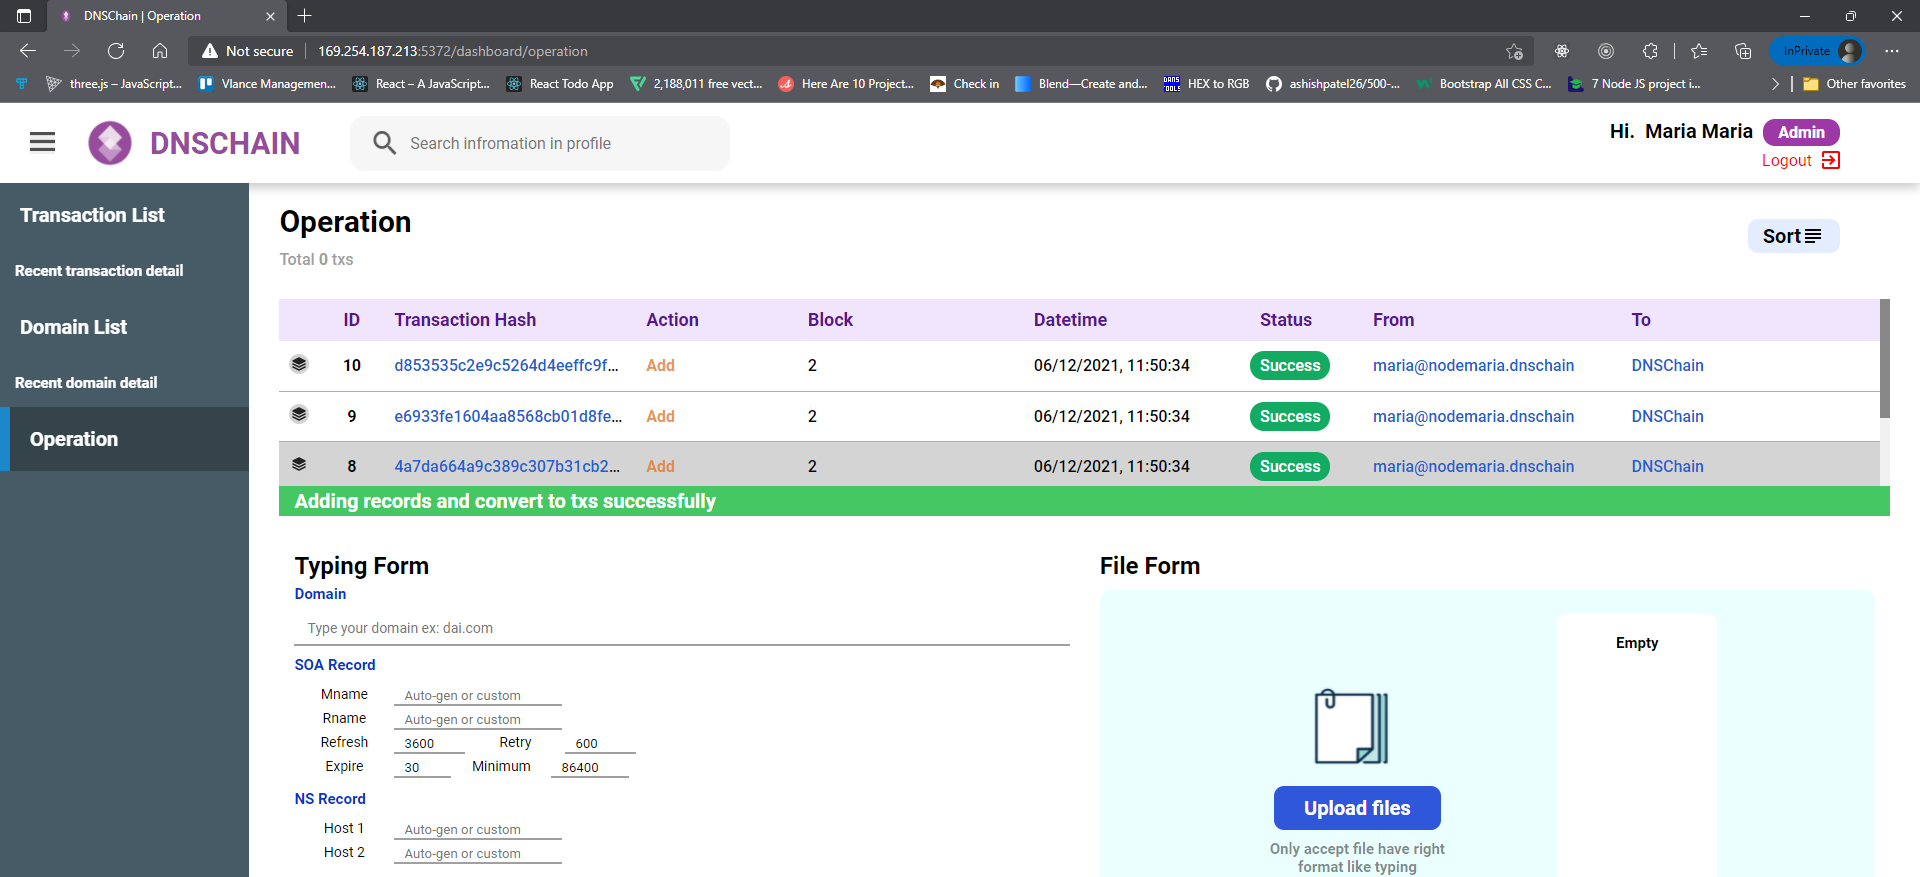 DNSChain | Operation
Not secure 169.254.187.213:5372/dashboard/operation InPrivate
three.js – JavaScript... Vlance Managemen... React – A JavaScript... React Todo App 2,188,011 free vect... Here Are 10 Project... Check in Blend—Create and... HEX to RGB ashishpatel26/500-... Bootstrap All CSS C... 7 Node JS project i... Other favorites
DNSCHAIN
Search infromation in profile
Hi. Maria Maria Admin
Logout
Transaction List
Recent transaction detail
Domain List
Recent domain detail
Operation
Operation
Total 0 txs
Sort
ID Transaction Hash Action Block Datetime Status From To
10 d853535c2e9c5264d4eeffc9f... Add 2 06/12/2021, 11:50:34 Success maria@nodemaria.dnschain DNSChain
9 e6933fe1604aa8568cb01d8fe... Add 2 06/12/2021, 11:50:34 Success maria@nodemaria.dnschain DNSChain
8 4a7da664a9c389c307b31cb2... Add 2 06/12/2021, 11:50:34 Success maria@nodemaria.dnschain DNSChain
Adding records and convert to txs successfully
Typing Form
Domain
Type your domain ex: dai.com
SOA Record
Mname Auto-gen or custom
Rname Auto-gen or custom
Refresh 3600 Retry 600
Expire 30 Minimum 86400
NS Record
Host 1 Auto-gen or custom
Host 2 Auto-gen or custom
File Form
Empty
Upload files
Only accept file have right
format like typing